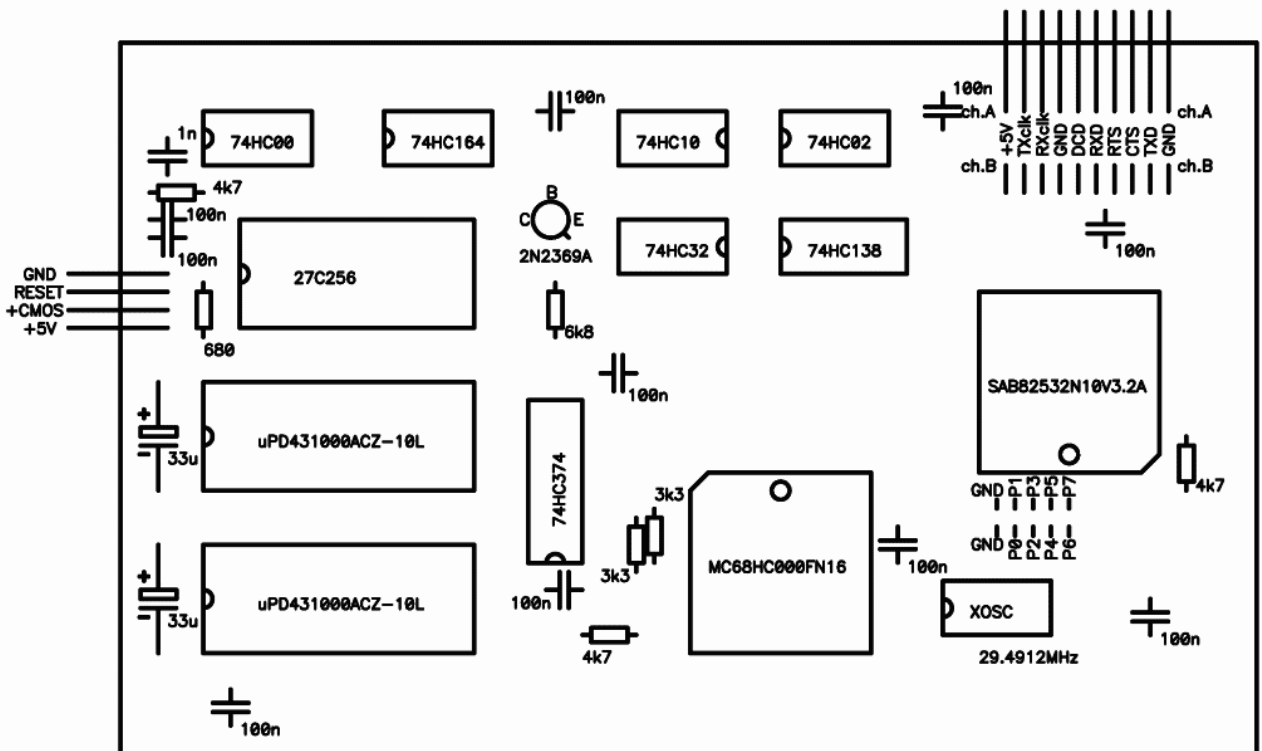 100n
100n
ch.A
ch.A
1n
74HC00
74HC164
74HC10
74HC02
+5V
TXclk
RXclk
GND
DCD
RXD
RTS
CTS
TXD
GND
ch.B
ch.B
4k7
100n
B
C
E
2N2369A
74HC32
74HC138
100n
100n
GND
RESET
+CMOS
+5V
27C256
680
6k8
100n
SAB82532N10V3.2A
+
-
33u
uPD431000ACZ-10L
74HC374
3k3
3k3
4k7
GND
P1
P3
P5
P7
GND
P0
P2
P4
P6
MC68HC000FN16
100n
+
-
33u
uPD431000ACZ-10L
100n
XOSC
29.4912MHz
100n
4k7
100n